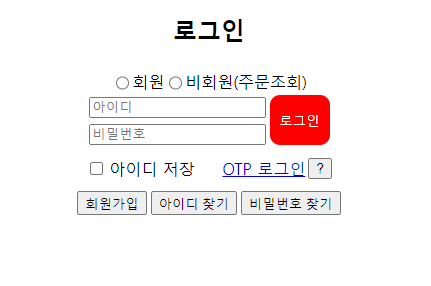 로그인
회원 비회원(주문조회)
아이디
비밀번호
로그인
아이디 저장 OTP 로그인 ?
회원가입 아이디 찾기 비밀번호 찾기